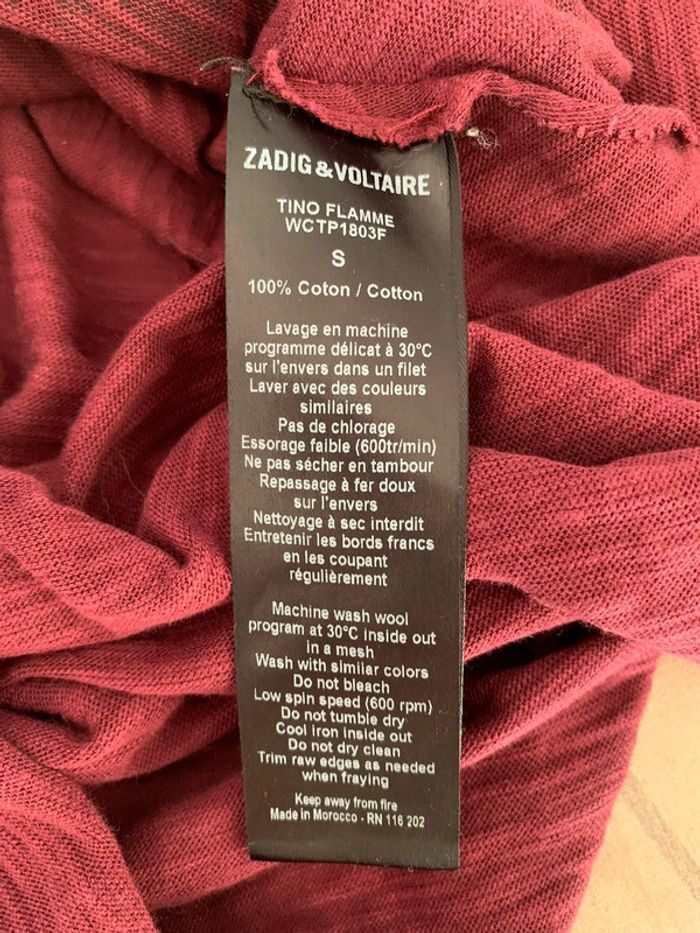 ZADIG & VOLTAIRE
TINO FLAMME
WCTP1803F
S
100% Coton / Cotton
Lavage en machine
programme délicat à 30°C
sur l'envers dans un filet
Laver avec des couleurs
similaires
Pas de chlorage
Essorage faible (600tr/min)
Ne pas sécher en tambour
Repassage à fer doux
sur l'envers
Nettoyage à sec interdit
Entretenir les bords francs
en les coupant
régulièrement
Machine wash wool
program at 30°C inside out
in a mesh
Wash with similar colors
Do not bleach
Low spin speed (600 rpm)
Do not tumble dry
Cool iron inside out
Do not dry clean
Trim raw edges as needed
when fraying
Keep away from fire
Made in Morocco - RN 116 202